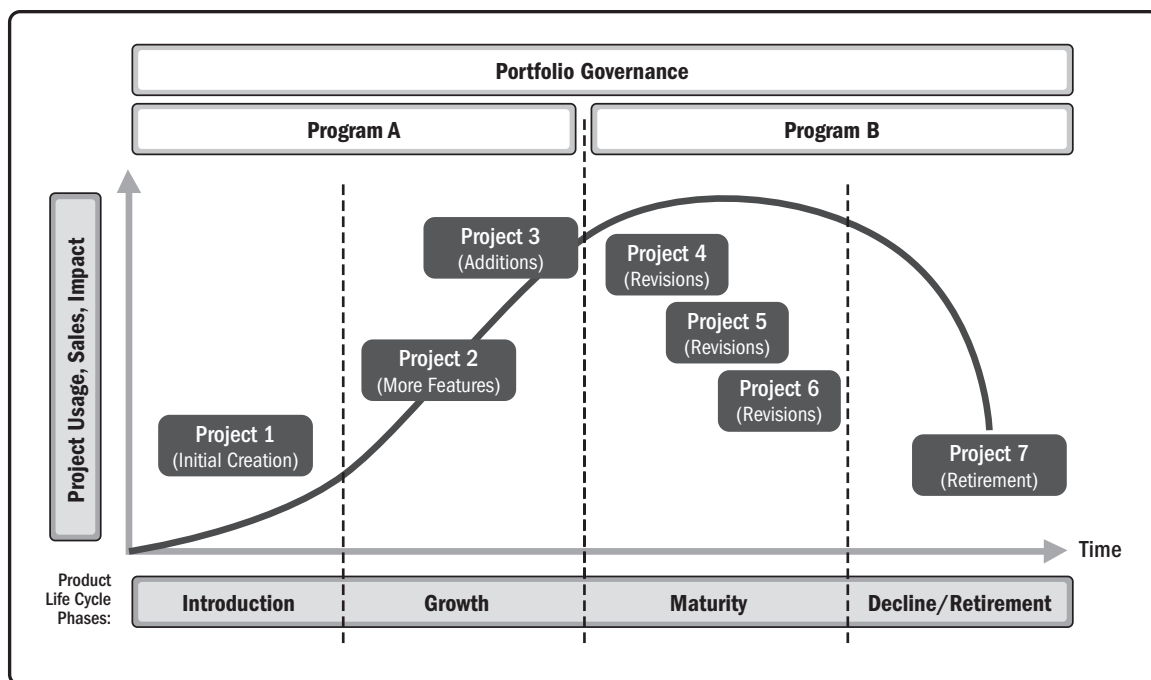 Portfolio Governance
Program A
Program B
Project Usage, Sales, Impact
Project 3
(Additions)
Project 4
(Revisions)
Project 5
(Revisions)
Project 2
(More Features)
Project 6
(Revisions)
Project 1
(Initial Creation)
Project 7
(Retirement)
Time
Product
Life Cycle
Phases:
Introduction
Growth
Maturity
Decline/Retirement